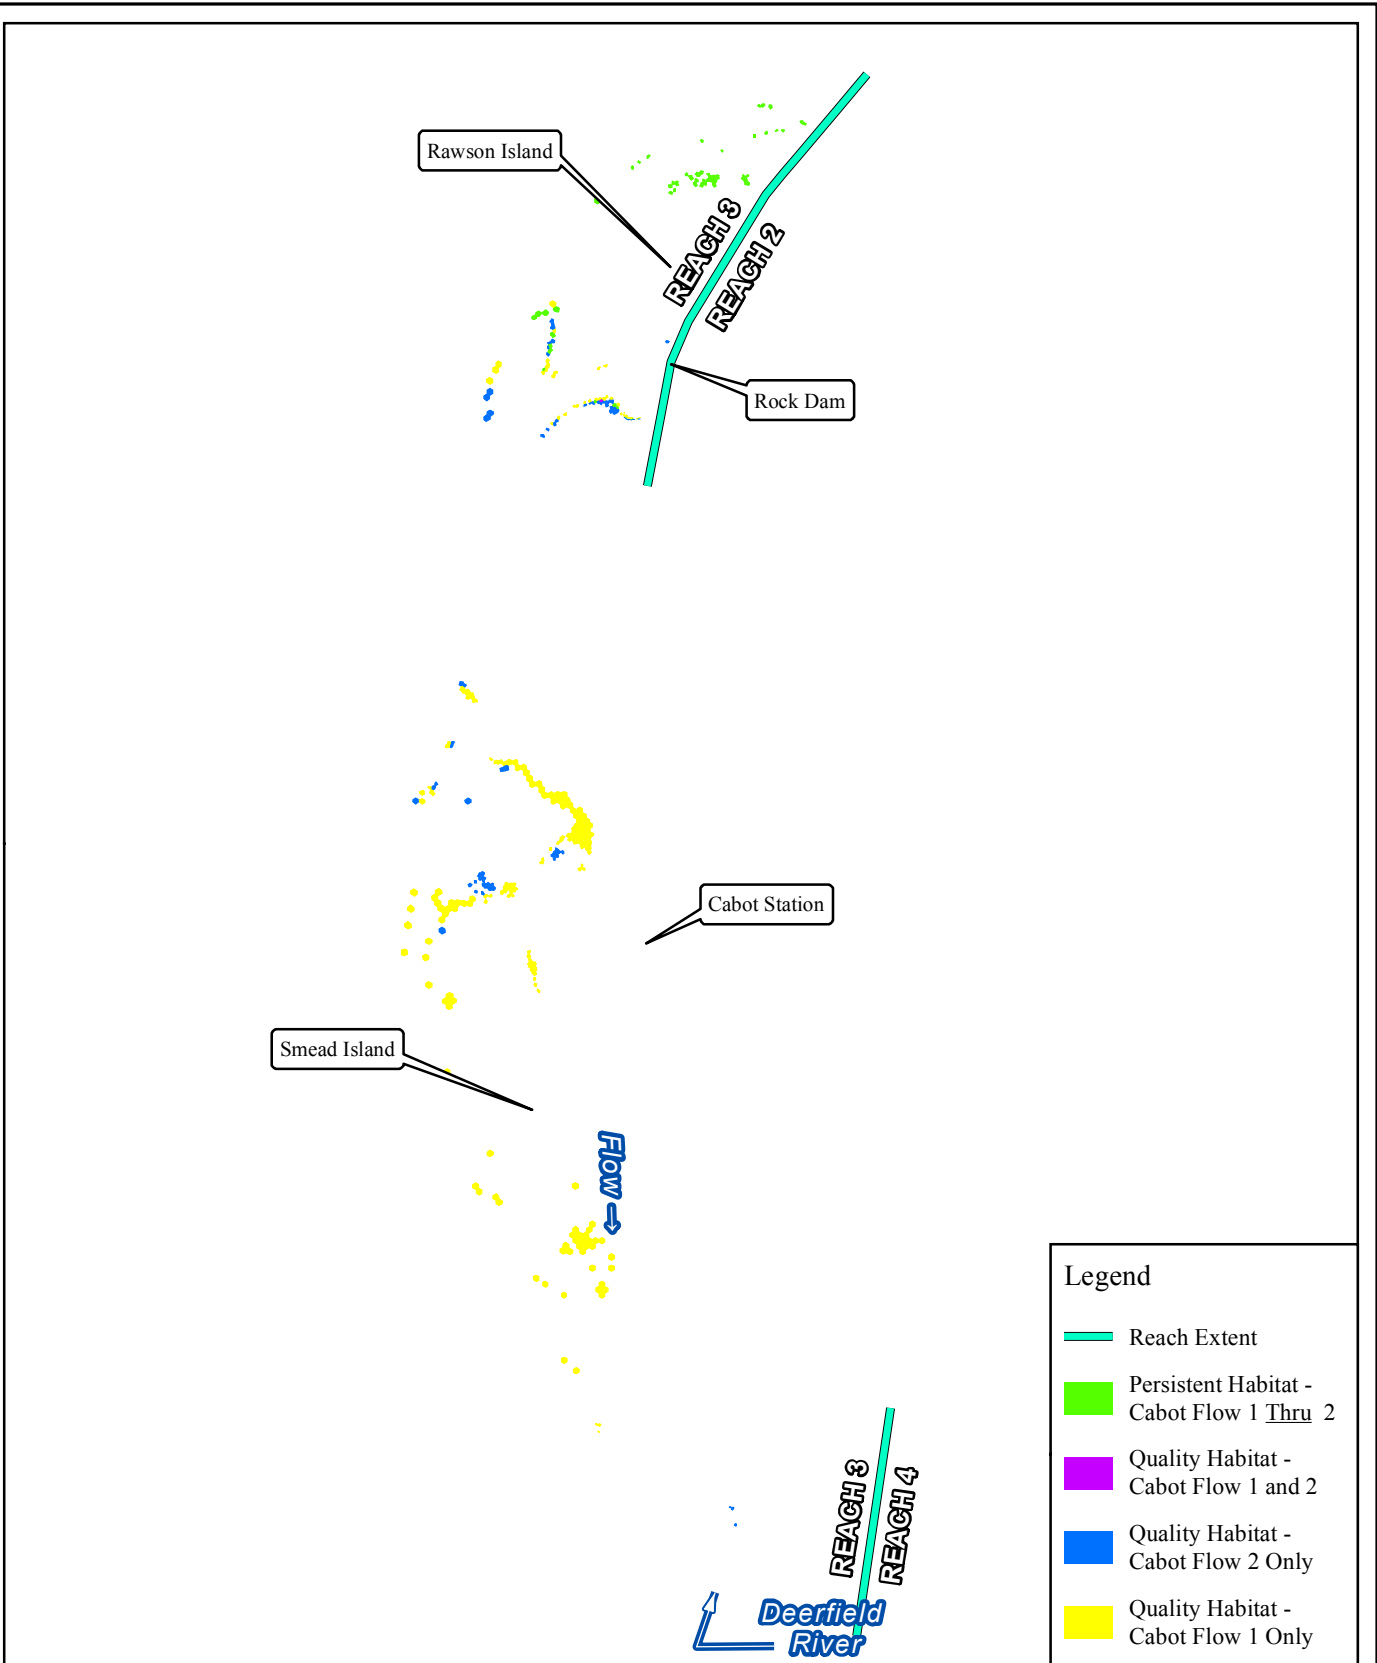 Rawson Island
REACH 3
REACH 2
Rock Dam
Cabot Station
Smead Island
Flow
Legend
Reach Extent
Persistent Habitat -
Cabot Flow 1 Thru 2
Quality Habitat -
Cabot Flow 1 and 2
Quality Habitat -
Cabot Flow 2 Only
Quality Habitat -
Cabot Flow 1 Only
REACH 3
REACH 4
Deerfield
River